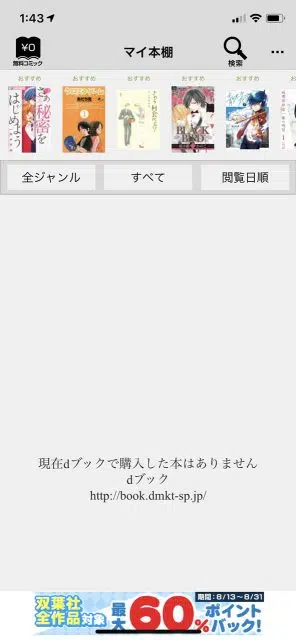 1:43
¥0
無料コミック
マイ本棚
検索
おすすめ
おすすめ
おすすめ
おすすめ
おすすめ
さぁ秘密を
はじめよう
BLACK
全ジャンル
すべて
閲覧日順
現在dブックで購入した本はありません
dブック
http://book.dmkt-sp.jp/
双葉社
全作品対象
最大60%ポイントバック!
期間:8/13～8/31